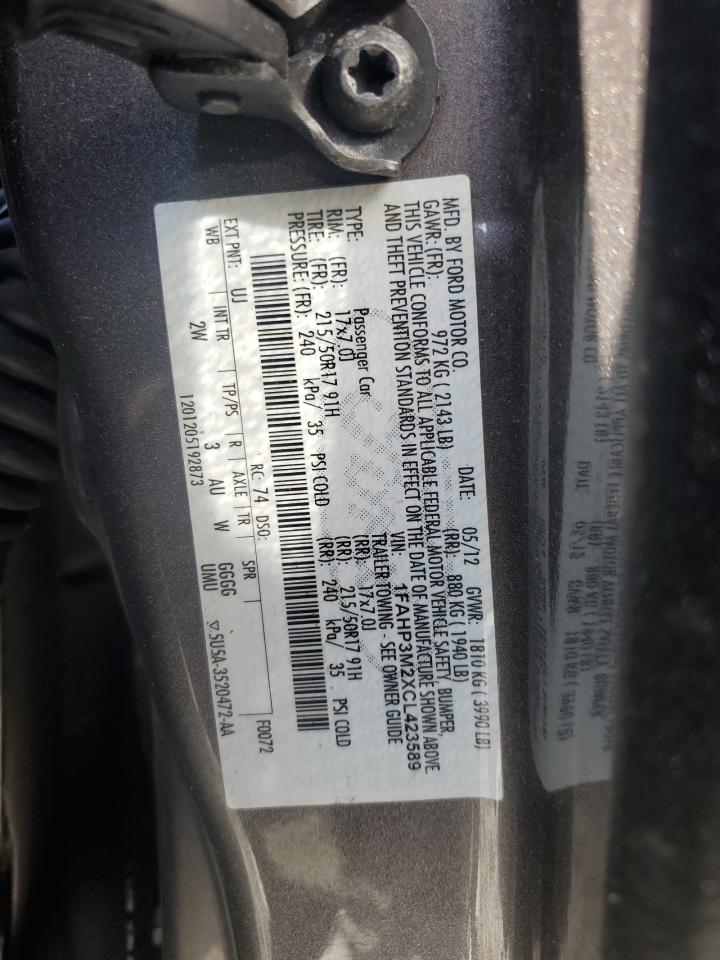 MFD. BY FORD MOTOR CO. DATE: 05/12 GVWR: 1810 KG ( 3990 LB)
GAWR: (FR): 972 KG ( 2143 LB) (RR): 880 KG ( 1940 LB)
THIS VEHICLE CONFORMS TO ALL APPLICABLE FEDERAL MOTOR VEHICLE SAFETY, BUMPER,
AND THEFT PREVENTION STANDARDS IN EFFECT ON THE DATE OF MANUFACTURE SHOWN ABOVE.
VIN: 1FAHP3M2XCL423589
TYPE: Passenger Car TRAILER TOWING - SEE OWNER GUIDE
RIM: (FR): 17x7.0J (RR): 17x7.0J
TIRE: (FR): 215/50R17 91H (RR): 215/50R17 91H
PRESSURE: (FR): 240 kPa/ 35 PSI COLD (RR): 240 kPa/ 35 PSI COLD
F0072
RC: 74 DSO:
EXT PNT: UJ
WB INT TR TP/PS R AXLE TR SPR
2W 3 AU W GGGG
UMU
1201205192873 ▽5U5A-3520472-AA